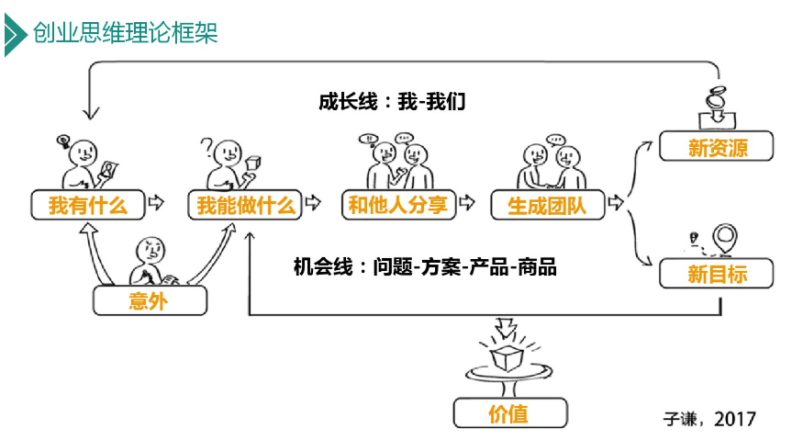 创业思维理论框架
成长线：我-我们
新资源
我有什么
我能做什么
和他人分享
生成团队
机会线：问题-方案-产品-商品
新目标
意外
价值
子谦，2017